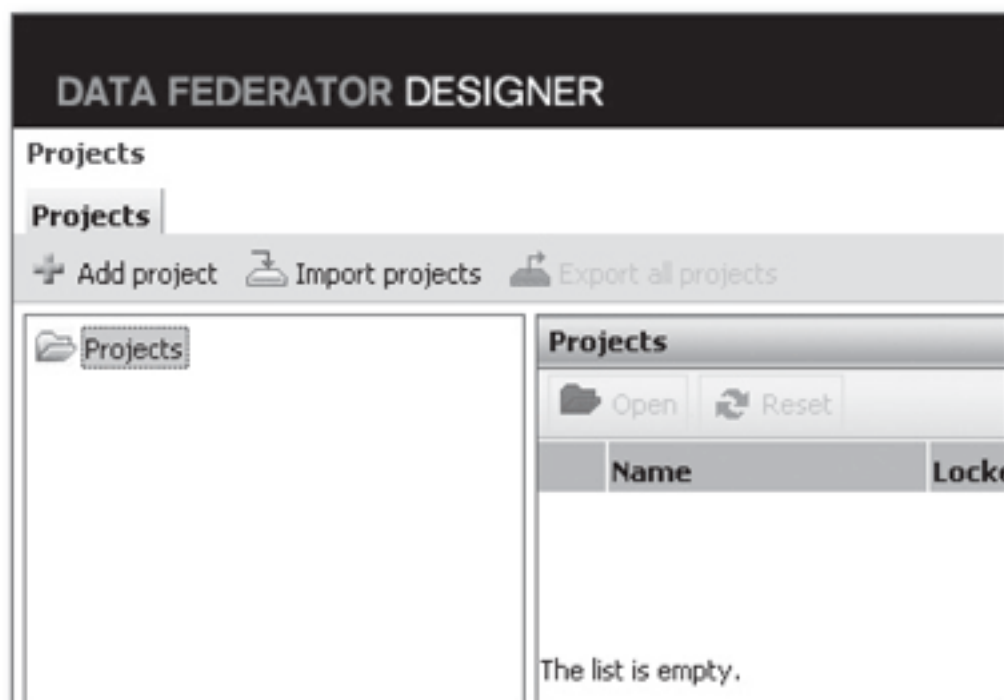 DATA FEDERATOR DESIGNER
Projects
Projects
Add project Import projects Export all projects
Projects
Projects
Open Reset
Name Locke
The list is empty.